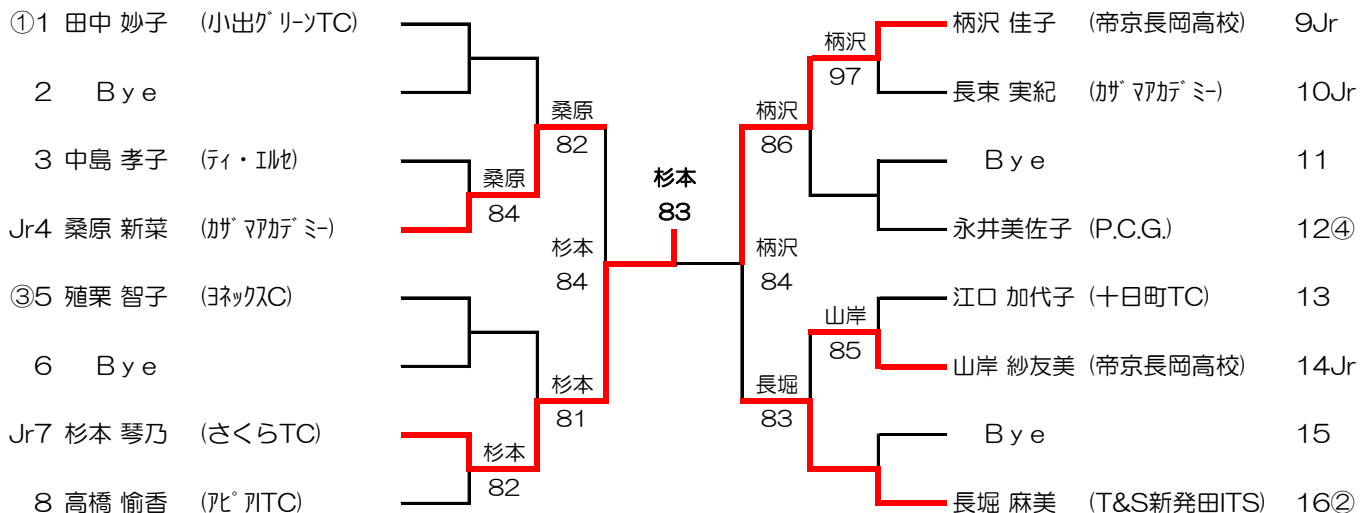 ①1 田中 妙子 (小出ｸﾞﾘｰﾝTC)
2 Bye
3 中島 孝子 (ティ・エルセ)
Jr4 桑原 新菜 (ｶｻﾞﾏｱｶﾃﾞﾐｰ)
③5 殖栗 智子 (ﾖﾈｯｸｽC)
6 Bye
Jr7 杉本 琴乃 (さくらTC)
8 高橋 愉香 (ｱﾋﾟｱITC)
桑原
84
杉本
82
桑原
82
杉本
81
杉本
84
杉本
83
柄沢
84
柄沢
86
長堀
83
柄沢
97
山岸
85
柄沢 佳子 (帝京長岡高校) 9Jr
長束 実紀 (ｶｻﾞﾏｱｶﾃﾞﾐｰ) 10Jr
Bye 11
永井美佐子 (P.C.G.) 12④
江口 加代子 (十日町TC) 13
山岸 紗友美 (帝京長岡高校) 14Jr
Bye 15
長堀 麻美 (T&S新発田ITS) 16②